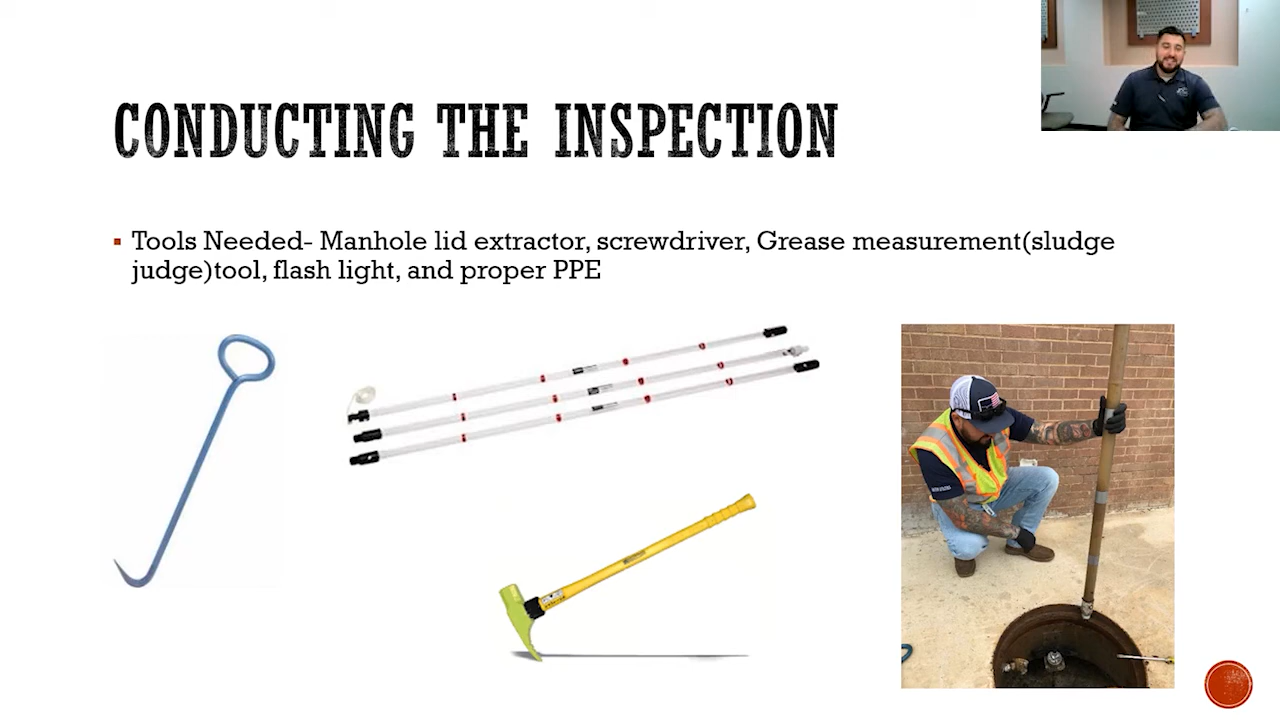 CONDUCTING THE INSPECTION
Tools Needed- Manhole lid extractor, screwdriver, Grease measurement(sludge
judge)tool, flash light, and proper PPE